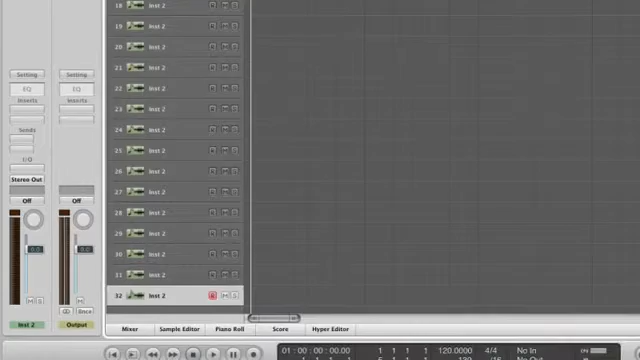 18 Inst 2
19 Inst 2
20 Inst 2
21 Inst 2
Setting Setting 22 Inst 2
EQ EQ
Inserts Inserts 23 Inst 2
Sends 24 Inst 2
25 Inst 2
I/O 26 Inst 2
Stereo Out
27 Inst 2
Off Off
28 Inst 2
29 Inst 2
0.0 0.0 30 Inst 2
31 Inst 2
M S M 32 Inst 2 R M S
Bnce
Inst 2 Output Mixer Sample Editor Piano Roll Score Hyper Editor
01:00:00:00.00 1 1 1 1 120.0000 4/4 No In CPU
No Out